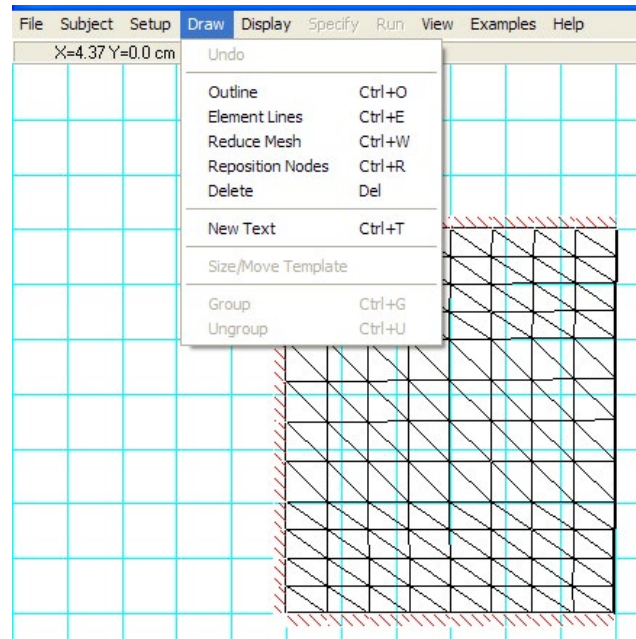 File Subject Setup Draw Display Specify Run View Examples Help
X=4.37 Y=0.0 cm
Undo
Outline Ctrl+O
Element Lines Ctrl+E
Reduce Mesh Ctrl+W
Reposition Nodes Ctrl+R
Delete Del
New Text Ctrl+T
Size/Move Template
Group Ctrl+G
Ungroup Ctrl+U